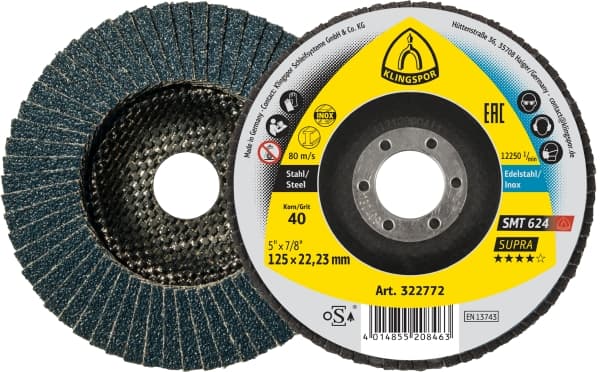 Made in Germany · Contact: Klingspor Schleifsysteme GmbH & Co. KG
Hüttenstraße 36, 35708 Haiger/Germany · contact@klingspor.de
KLINGSPOR
INOX
EAC
80 m/s
12250 1/min
Stahl/
Steel
Edelstahl/
Inox
Korn/Grit
40
SMT 624
5" x 7/8"
SUPRA
125 x 22,23 mm
★★★★☆
Art. 322772
oSA
EN 13743
4 014855 208463